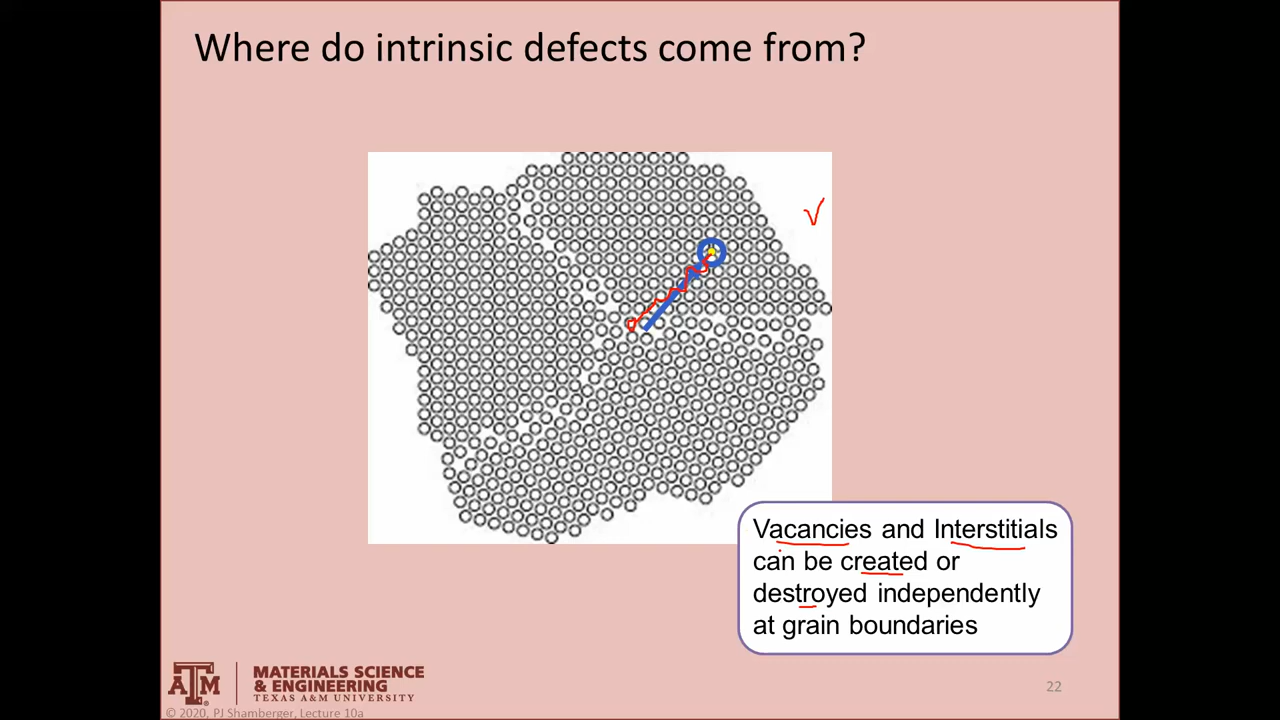 Where do intrinsic defects come from?
V
Vacancies and Interstitials
can be created or
destroyed independently
at grain boundaries
ATM
MATERIALS SCIENCE
& ENGINEERING
TEXAS A&M UNIVERSITY
© 2020, PJ Shamberger, Lecture 10a
22